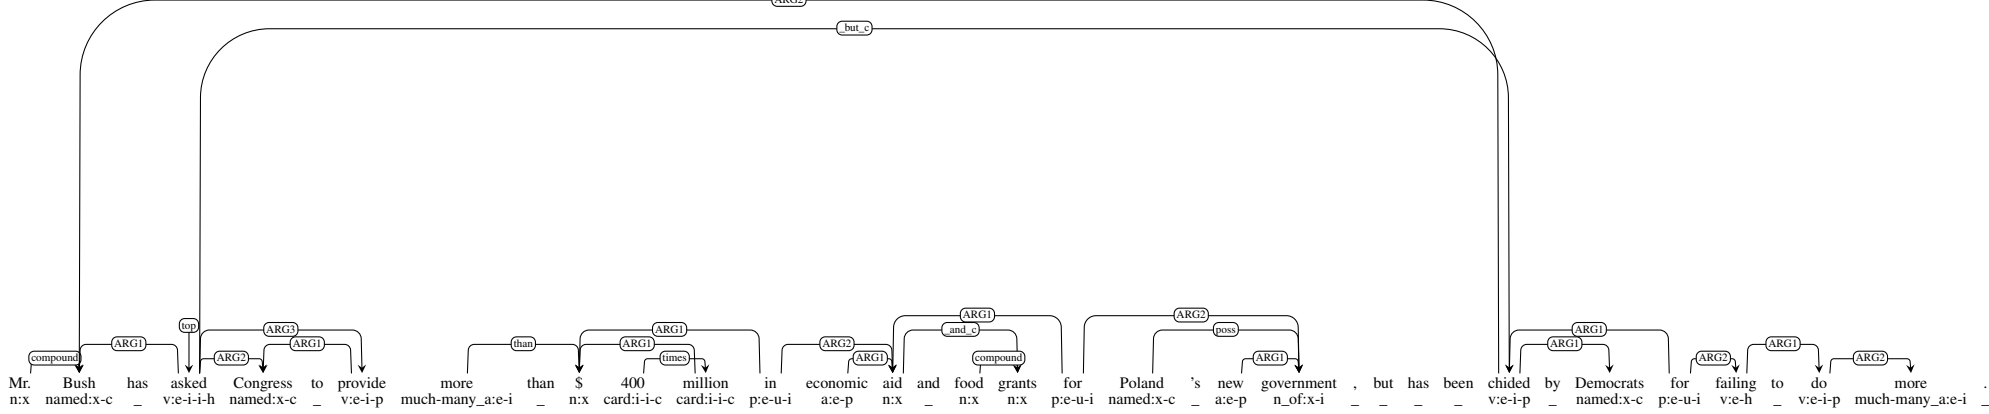 ARG2
_but_c
ARG1 ARG2
top ARG3 ARG1 _and_c poss ARG1
ARG1 ARG1 than ARG1 ARG2 ARG1 ARG1
compound ARG2 times ARG1 compound ARG1 ARG2 ARG2
Mr. Bush has asked Congress to provide more than $ 400 million in economic aid and food grants for Poland 's new government , but has been chided by Democrats for failing to do more .
n:x named:x-c _ v:e-i-i-h named:x-c _ v:e-i-p much-many_a:e-i _ n:x card:i-i-c card:i-i-c p:e-u-i a:e-p n:x _ n:x n:x p:e-u-i named:x-c _ a:e-p n_of:x-i _ _ _ _ v:e-i-p _ named:x-c p:e-u-i v:e-h _ v:e-i-p much-many_a:e-i _